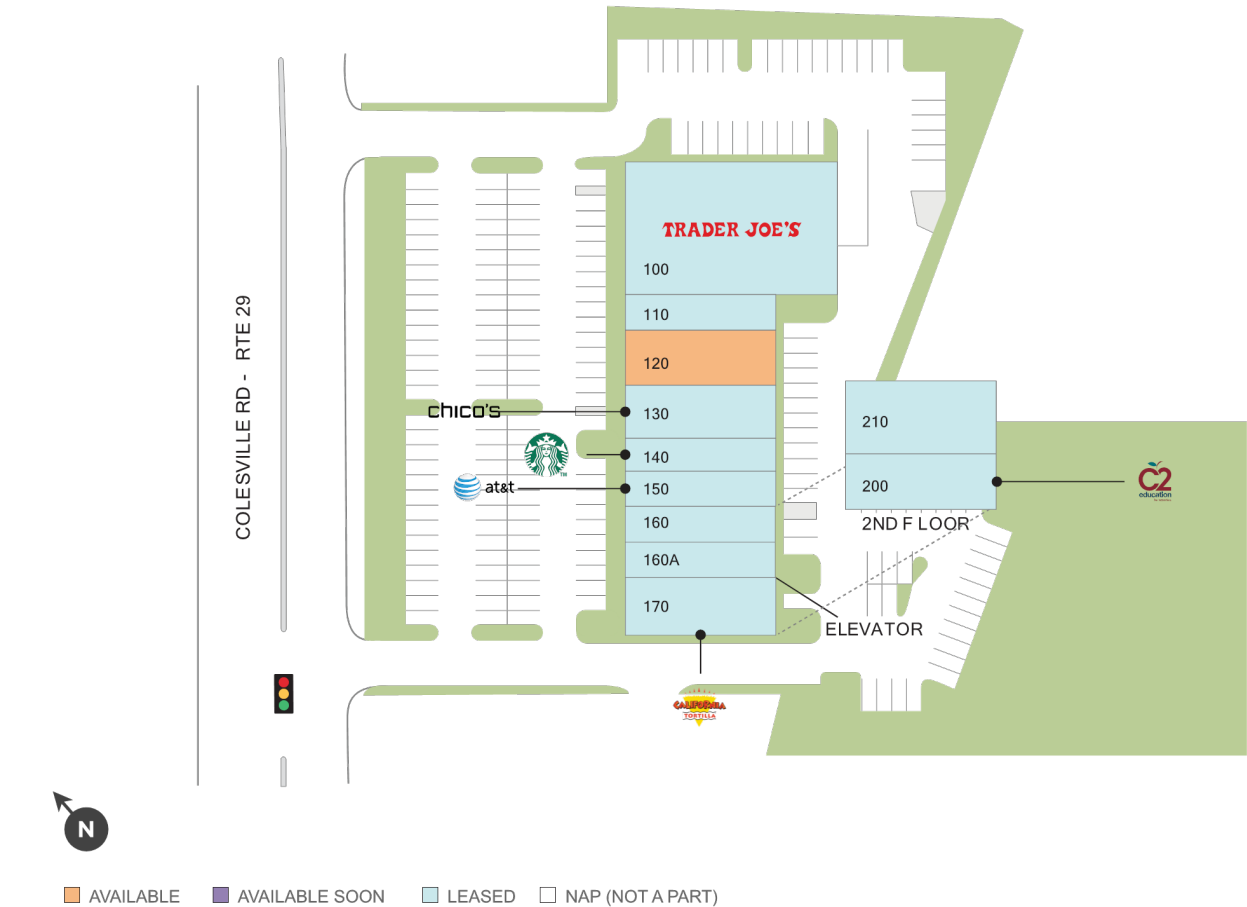 TRADER JOE'S
100
110
120
130
140
150
160
160A
170
chico's
TM
at&t
210
200
2ND F LOOR
C2
education
ELEVATOR
CALIFORNIA
TORTILLA
COLESVILLE RD - RTE 29
N
AVAILABLE
AVAILABLE SOON
LEASED
NAP (NOT A PART)